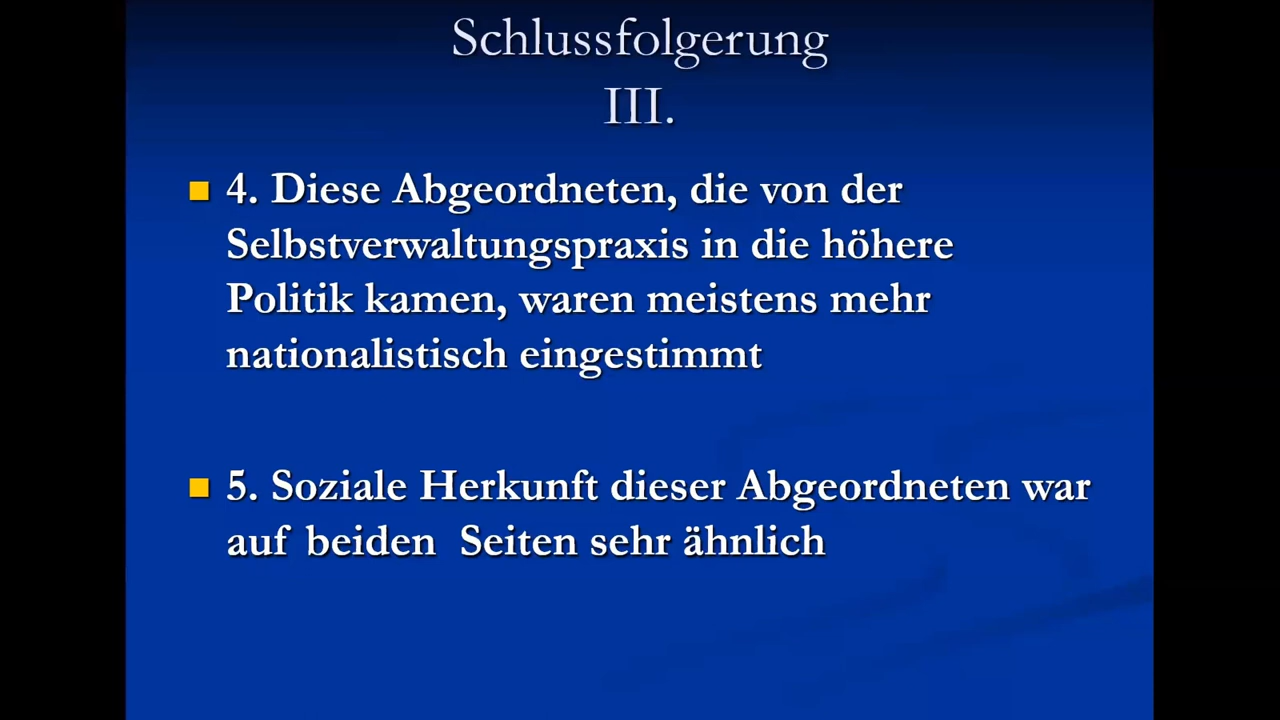 Schlussfolgerung
III.
4. Diese Abgeordneten, die von der
Selbstverwaltungspraxis in die höhere
Politik kamen, waren meistens mehr
nationalistisch eingestimmt
5. Soziale Herkunft dieser Abgeordneten war
auf beiden Seiten sehr ähnlich